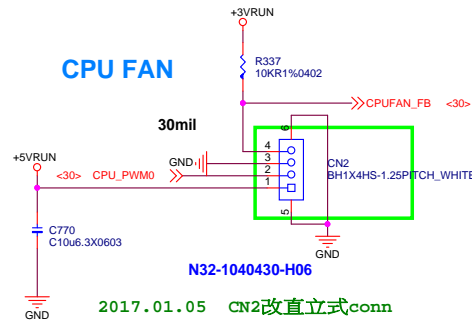 +3VRUN
R337
10KR1%0402
CPU FAN
CPUFAN_FB <30>
30mil
6
+5VRUN
4
3
2
1
GND
<30> CPU_PWM0
CN2
BH1X4HS-1.25PITCH_WHITE
5
C770
C10u6.3X0603
GND
N32-1040430-H06
GND
2017.01.05 CN2改直立式conn